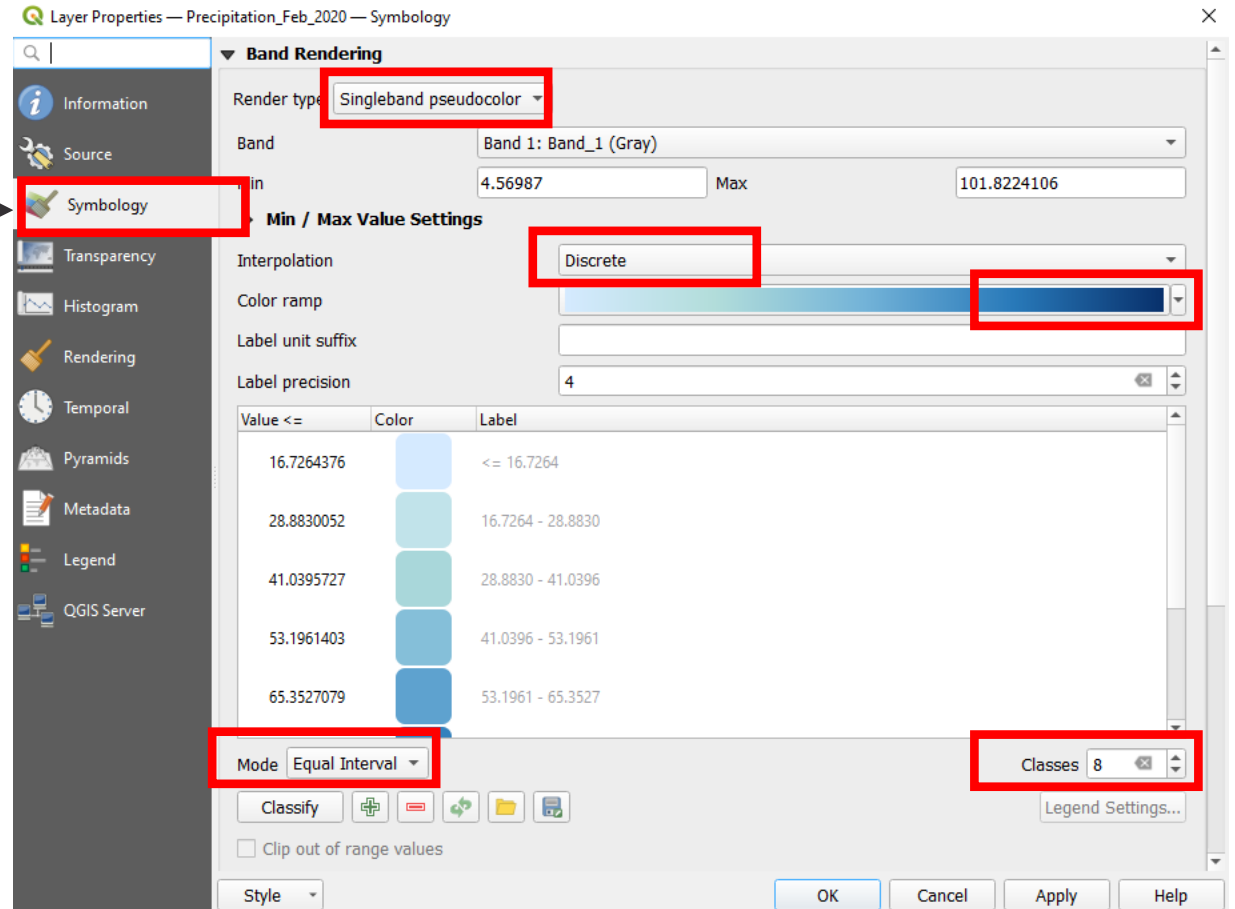 Layer Properties — Precipitation_Feb_2020 — Symbology
Information
Source
Symbology
Transparency
Histogram
Rendering
Temporal
Pyramids
Metadata
Legend
QGIS Server
Band Rendering
Render type Singleband pseudocolor
Band Band 1: Band_1 (Gray)
Min 4.56987 Max 101.8224106
Min / Max Value Settings
Interpolation Discrete
Color ramp
Label unit suffix
Label precision 4
Value <= Color Label
16.7264376 <= 16.7264
28.8830052 16.7264 - 28.8830
41.0395727 28.8830 - 41.0396
53.1961403 41.0396 - 53.1961
65.3527079 53.1961 - 65.3527
Mode Equal Interval Classes 8
Classify Legend Settings...
Clip out of range values
Style OK Cancel Apply Help